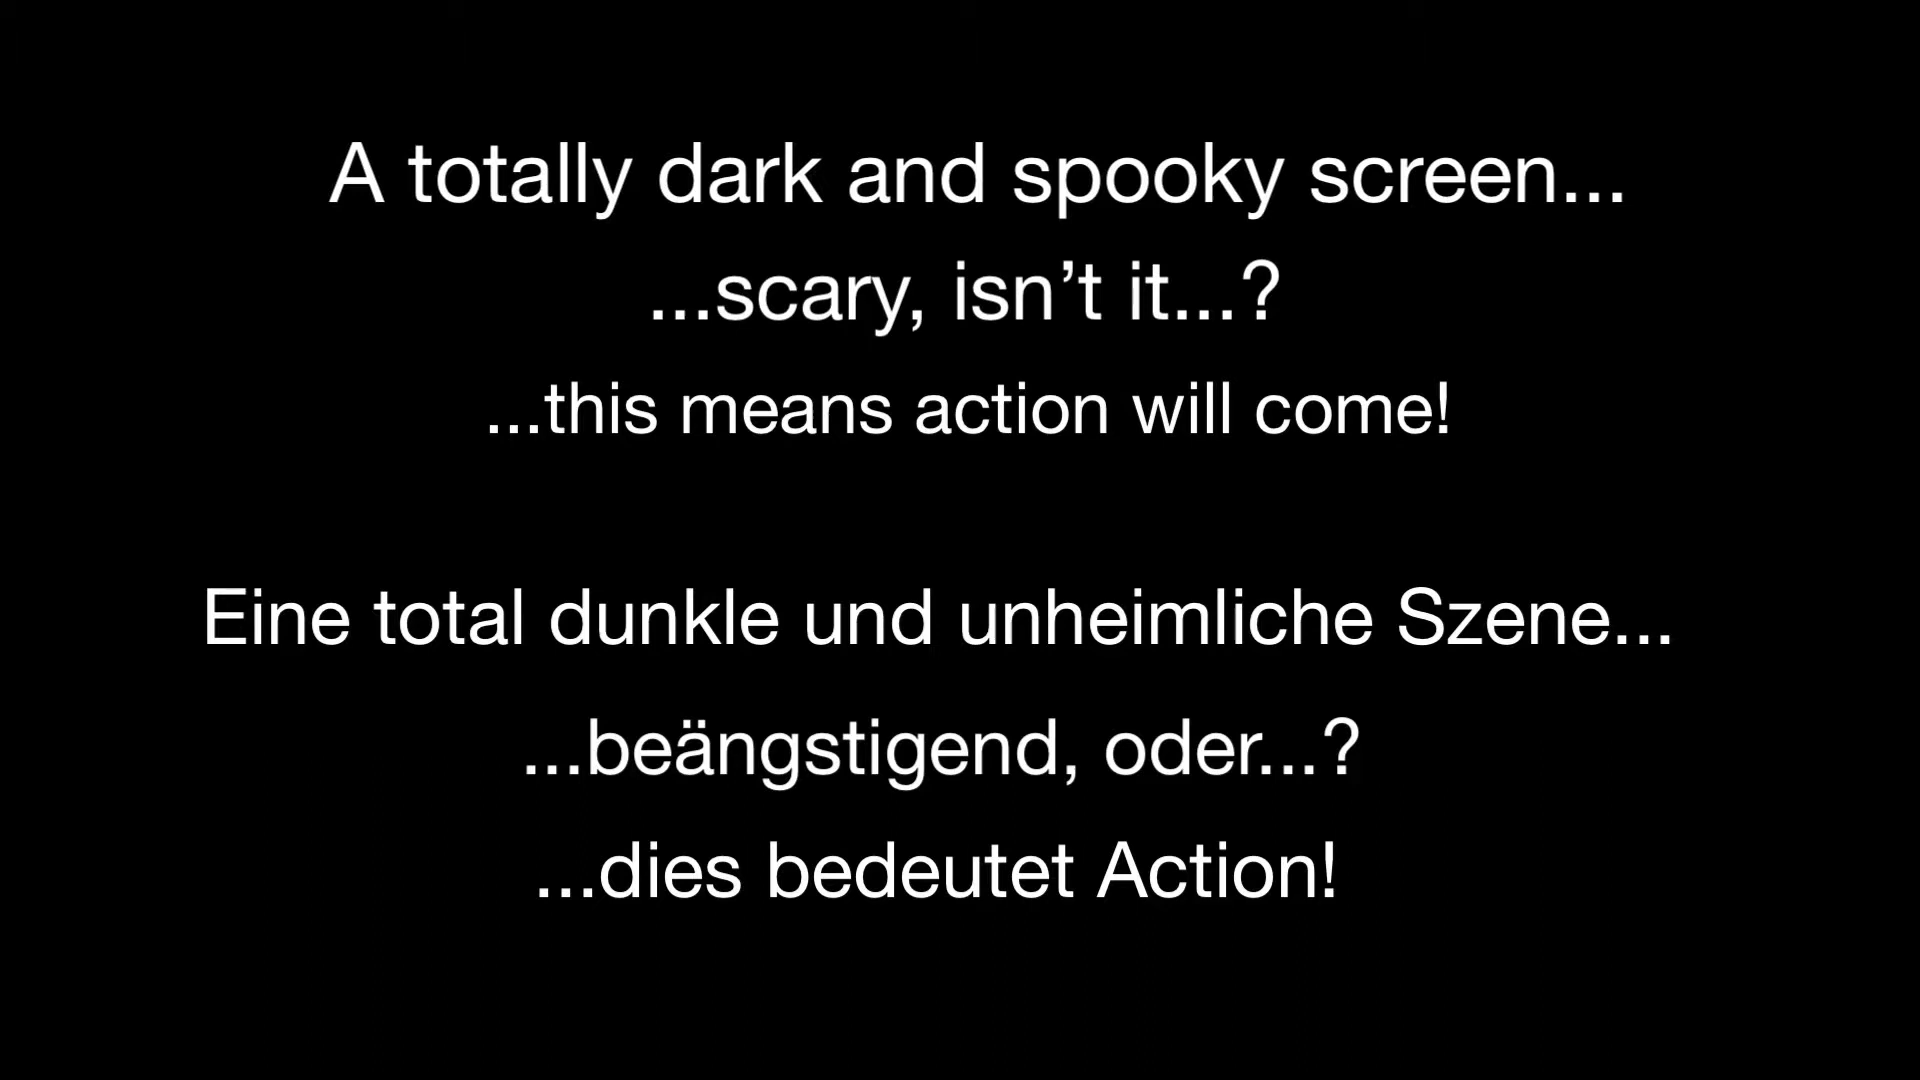 A totally dark and spooky screen...
...scary, isn’t it...?
...this means action will come!
Eine total dunkle und unheimliche Szene...
...beängstigend, oder...?
...dies bedeutet Action!